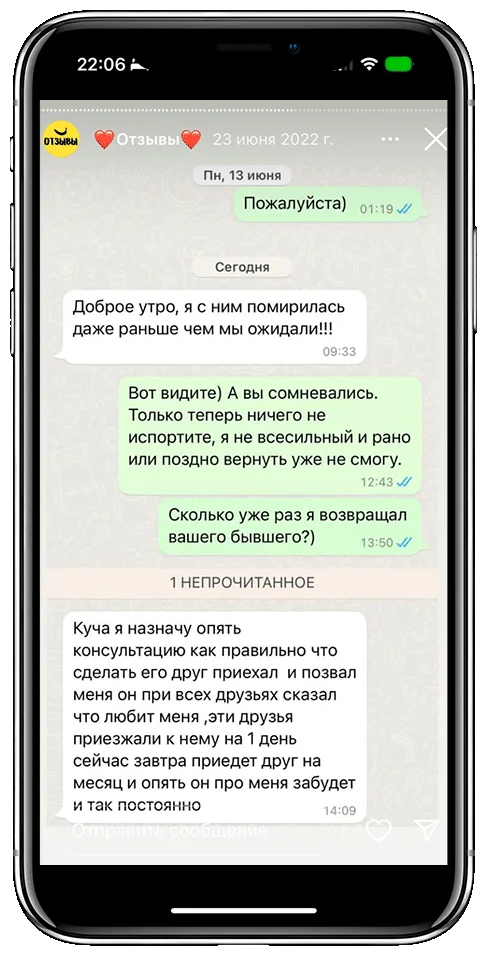 22:06
ОТЗЫВЫ
❤️Отзывы❤️ 23 июня 2022 г.
Пн, 13 июня
Пожалуйста) 01:19
Сегодня
Доброе утро, я с ним помирилась
даже раньше чем мы ожидали!!!
09:33
Вот видите) А вы сомневались.
Только теперь ничего не
испортите, я не всесильный и рано
или поздно вернуть уже не смогу.
12:43
Сколько уже раз я возвращал
вашего бывшего?) 13:50
1 НЕПРОЧИТАННОЕ
Куча я назначу опять
консультацию как правильно что
сделать его друг приехал и позвал
меня он при всех друзьях сказал
что любит меня ,эти друзья
приезжали к нему на 1 день
сейчас завтра приедет друг на
месяц и опять он про меня забудет
и так постоянно 14:09
Отправить сообщение